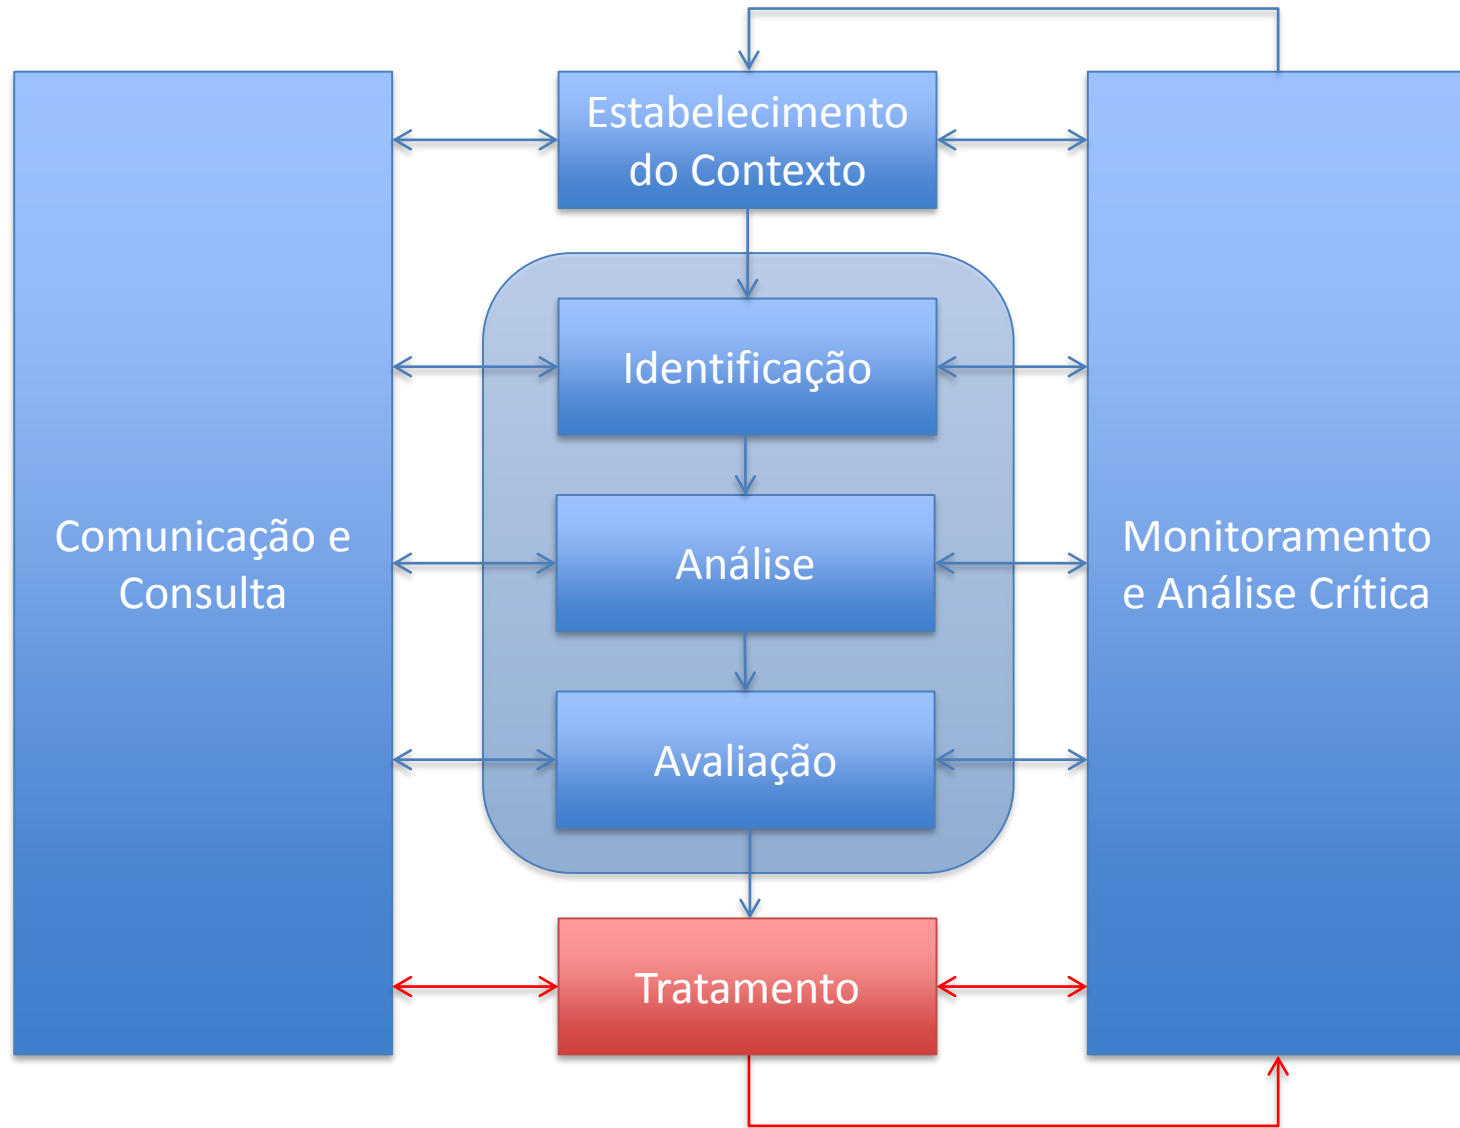 Estabelecimento
do Contexto
Identificação
Comunicação e
Consulta
Análise
Monitoramento
e Análise Crítica
Avaliação
Tratamento